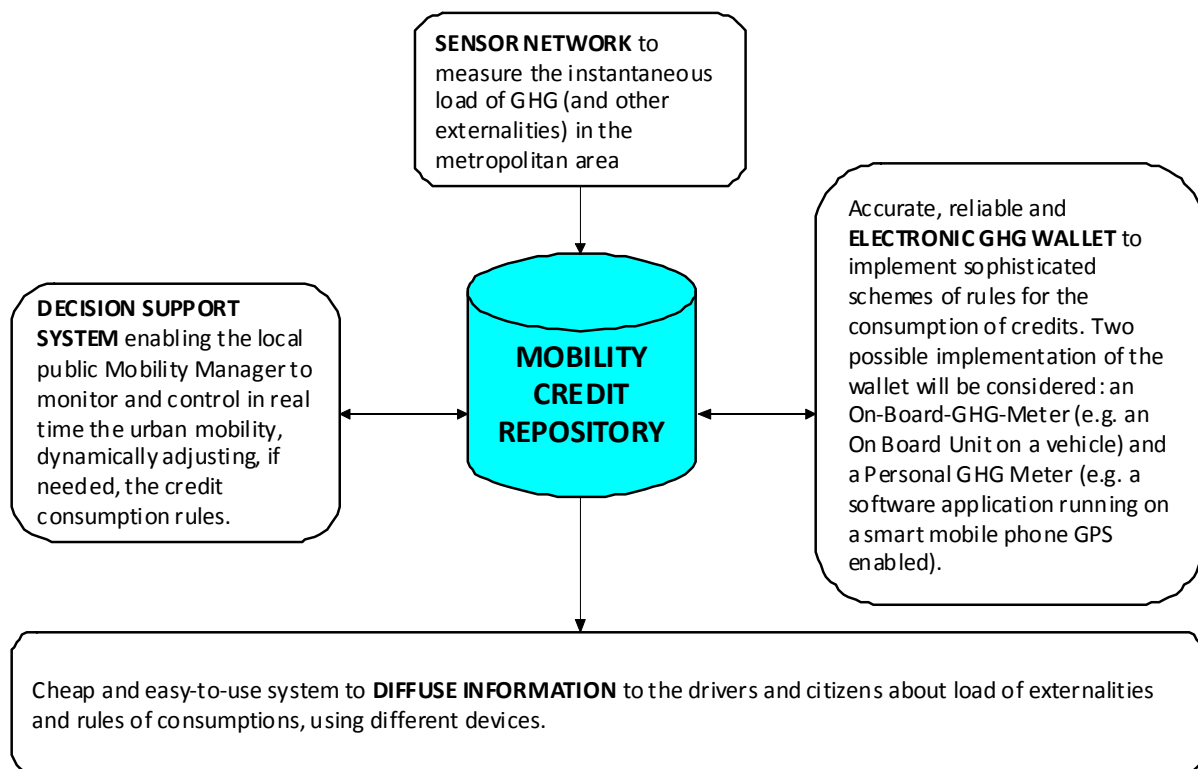 SENSOR NETWORK to
measure the instantaneous
load of GHG (and other
externalities) in the
metropolitan area
DECISION SUPPORT
SYSTEM enabling the local
public Mobility Manager to
monitor and control in real
time the urban mobility,
dynamically adjusting, if
needed, the credit
consumption rules.
MOBILITY
CREDIT
REPOSITORY
Accurate, reliable and
ELECTRONIC GHG WALLET to
implement sophisticated
schemes of rules for the
consumption of credits. Two
possible implementation of the
wallet will be considered: an
On-Board-GHG-Meter (e.g. an
On Board Unit on a vehicle) and
a Personal GHG Meter (e.g. a
software application running on
a smart mobile phone GPS
enabled).
Cheap and easy-to-use system to DIFFUSE INFORMATION to the drivers and citizens about load of externalities
and rules of consumptions, using different devices.